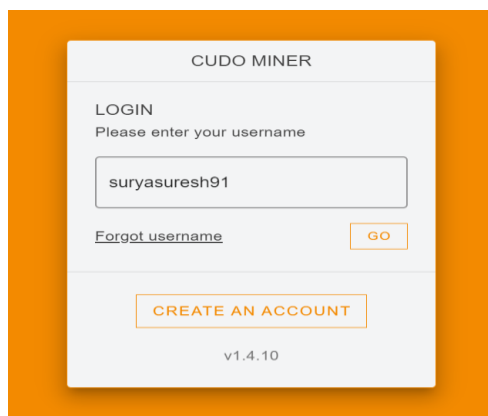 CUDO MINER
LOGIN
Please enter your username
suryasuresh91
Forgot username
GO
CREATE AN ACCOUNT
v1.4.10